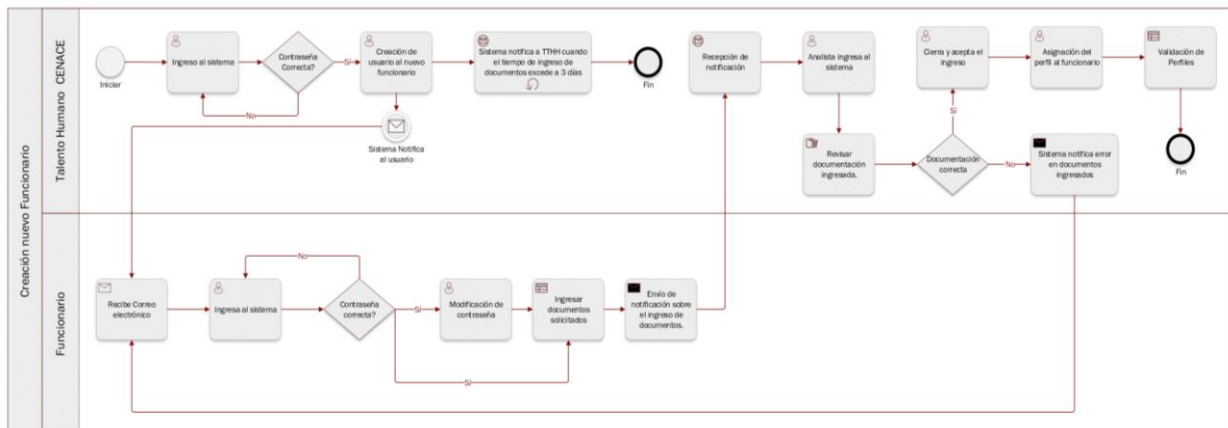 Creación nuevo Funcionario
Talento Humano CENACE
Iniciar
Ingreso al sistema
No
Contraseña
Correcta?
Sí
Creación de
usuario al nuevo
funcionario
Sistema Notifica
al usuario
Sistema notifica a TTHH cuando
el tiempo de ingreso de
documentos excede a 3 días
Fin
Recepción de
notificación
Analista ingresa al
sistema
Revisar
documentación
ingresada.
Documentación
correcta
Sí
No
Cierra y acepta el
ingreso
Asignación del
perfil al funcionario
Validación de
Perfiles
Sistema notifica error
en documentos
ingresados
Fin
Funcionario
Recibe Correo
electrónico
Ingresa al sistema
No
Contraseña
correcta?
Sí
Sí
Modificación de
contraseña
Ingresar
documentos
solicitados
Envío de
notificación sobre
el ingreso de
documentos.